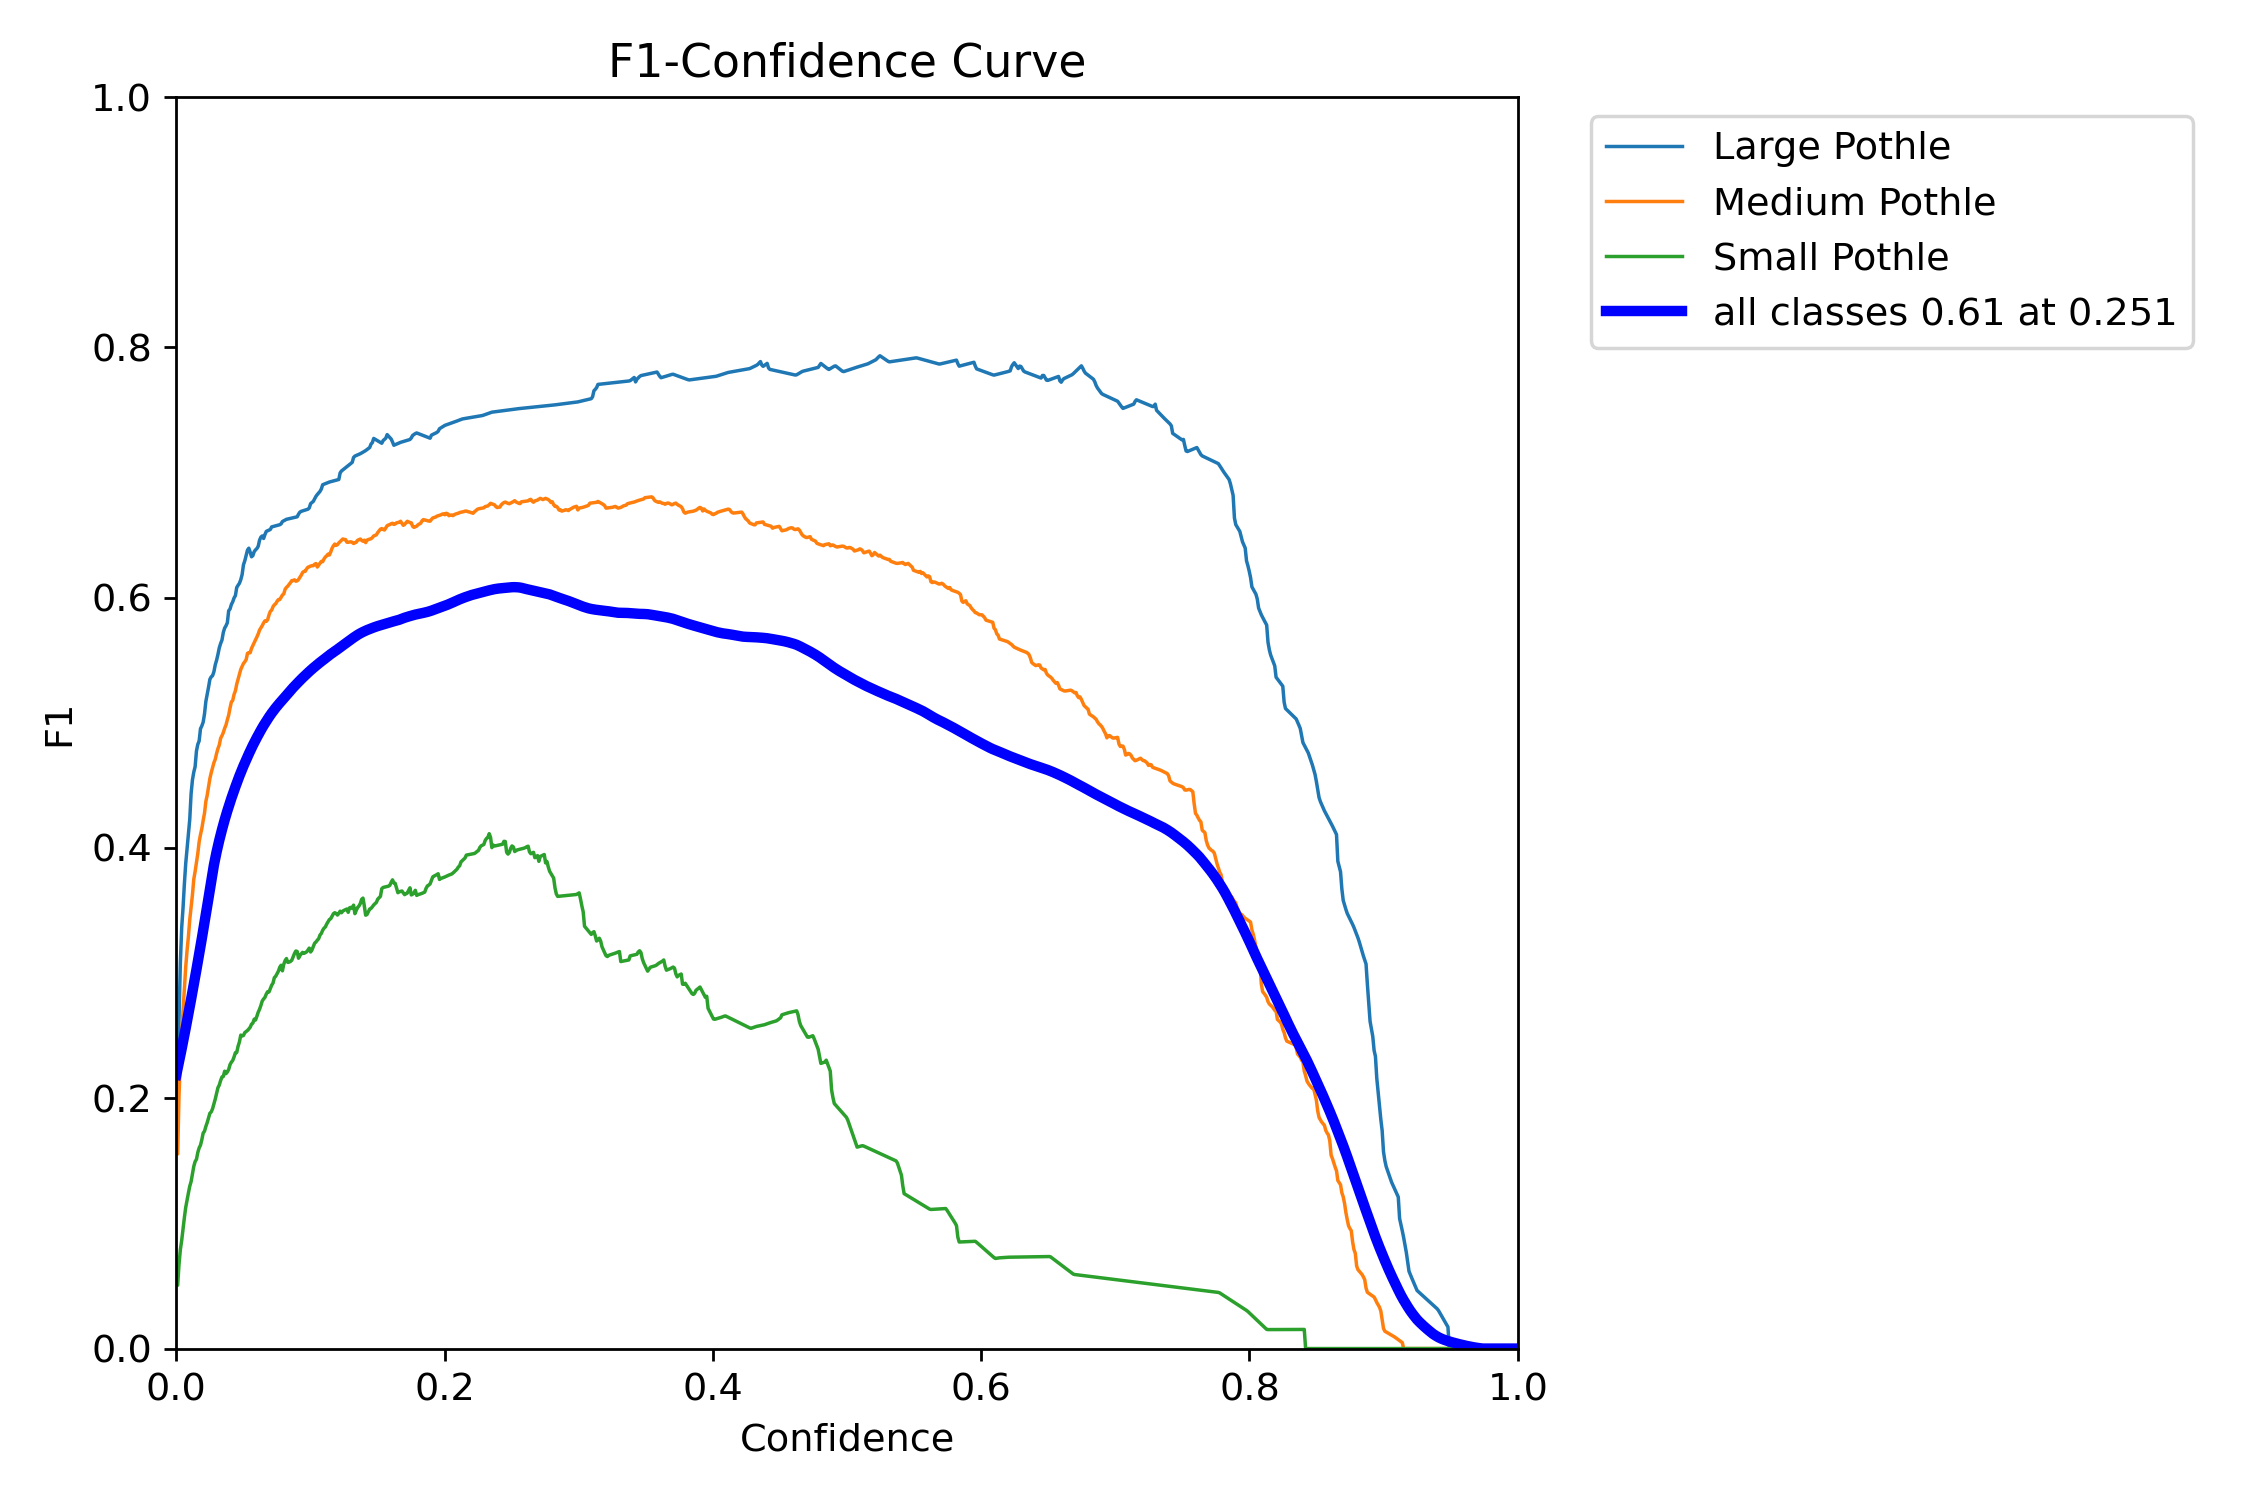 F1-Confidence Curve
1.0
0.8
0.6
0.4
0.2
0.0
F1
0.0 0.2 0.4 0.6 0.8 1.0
Confidence
Large Pothle
Medium Pothle
Small Pothle
all classes 0.61 at 0.251